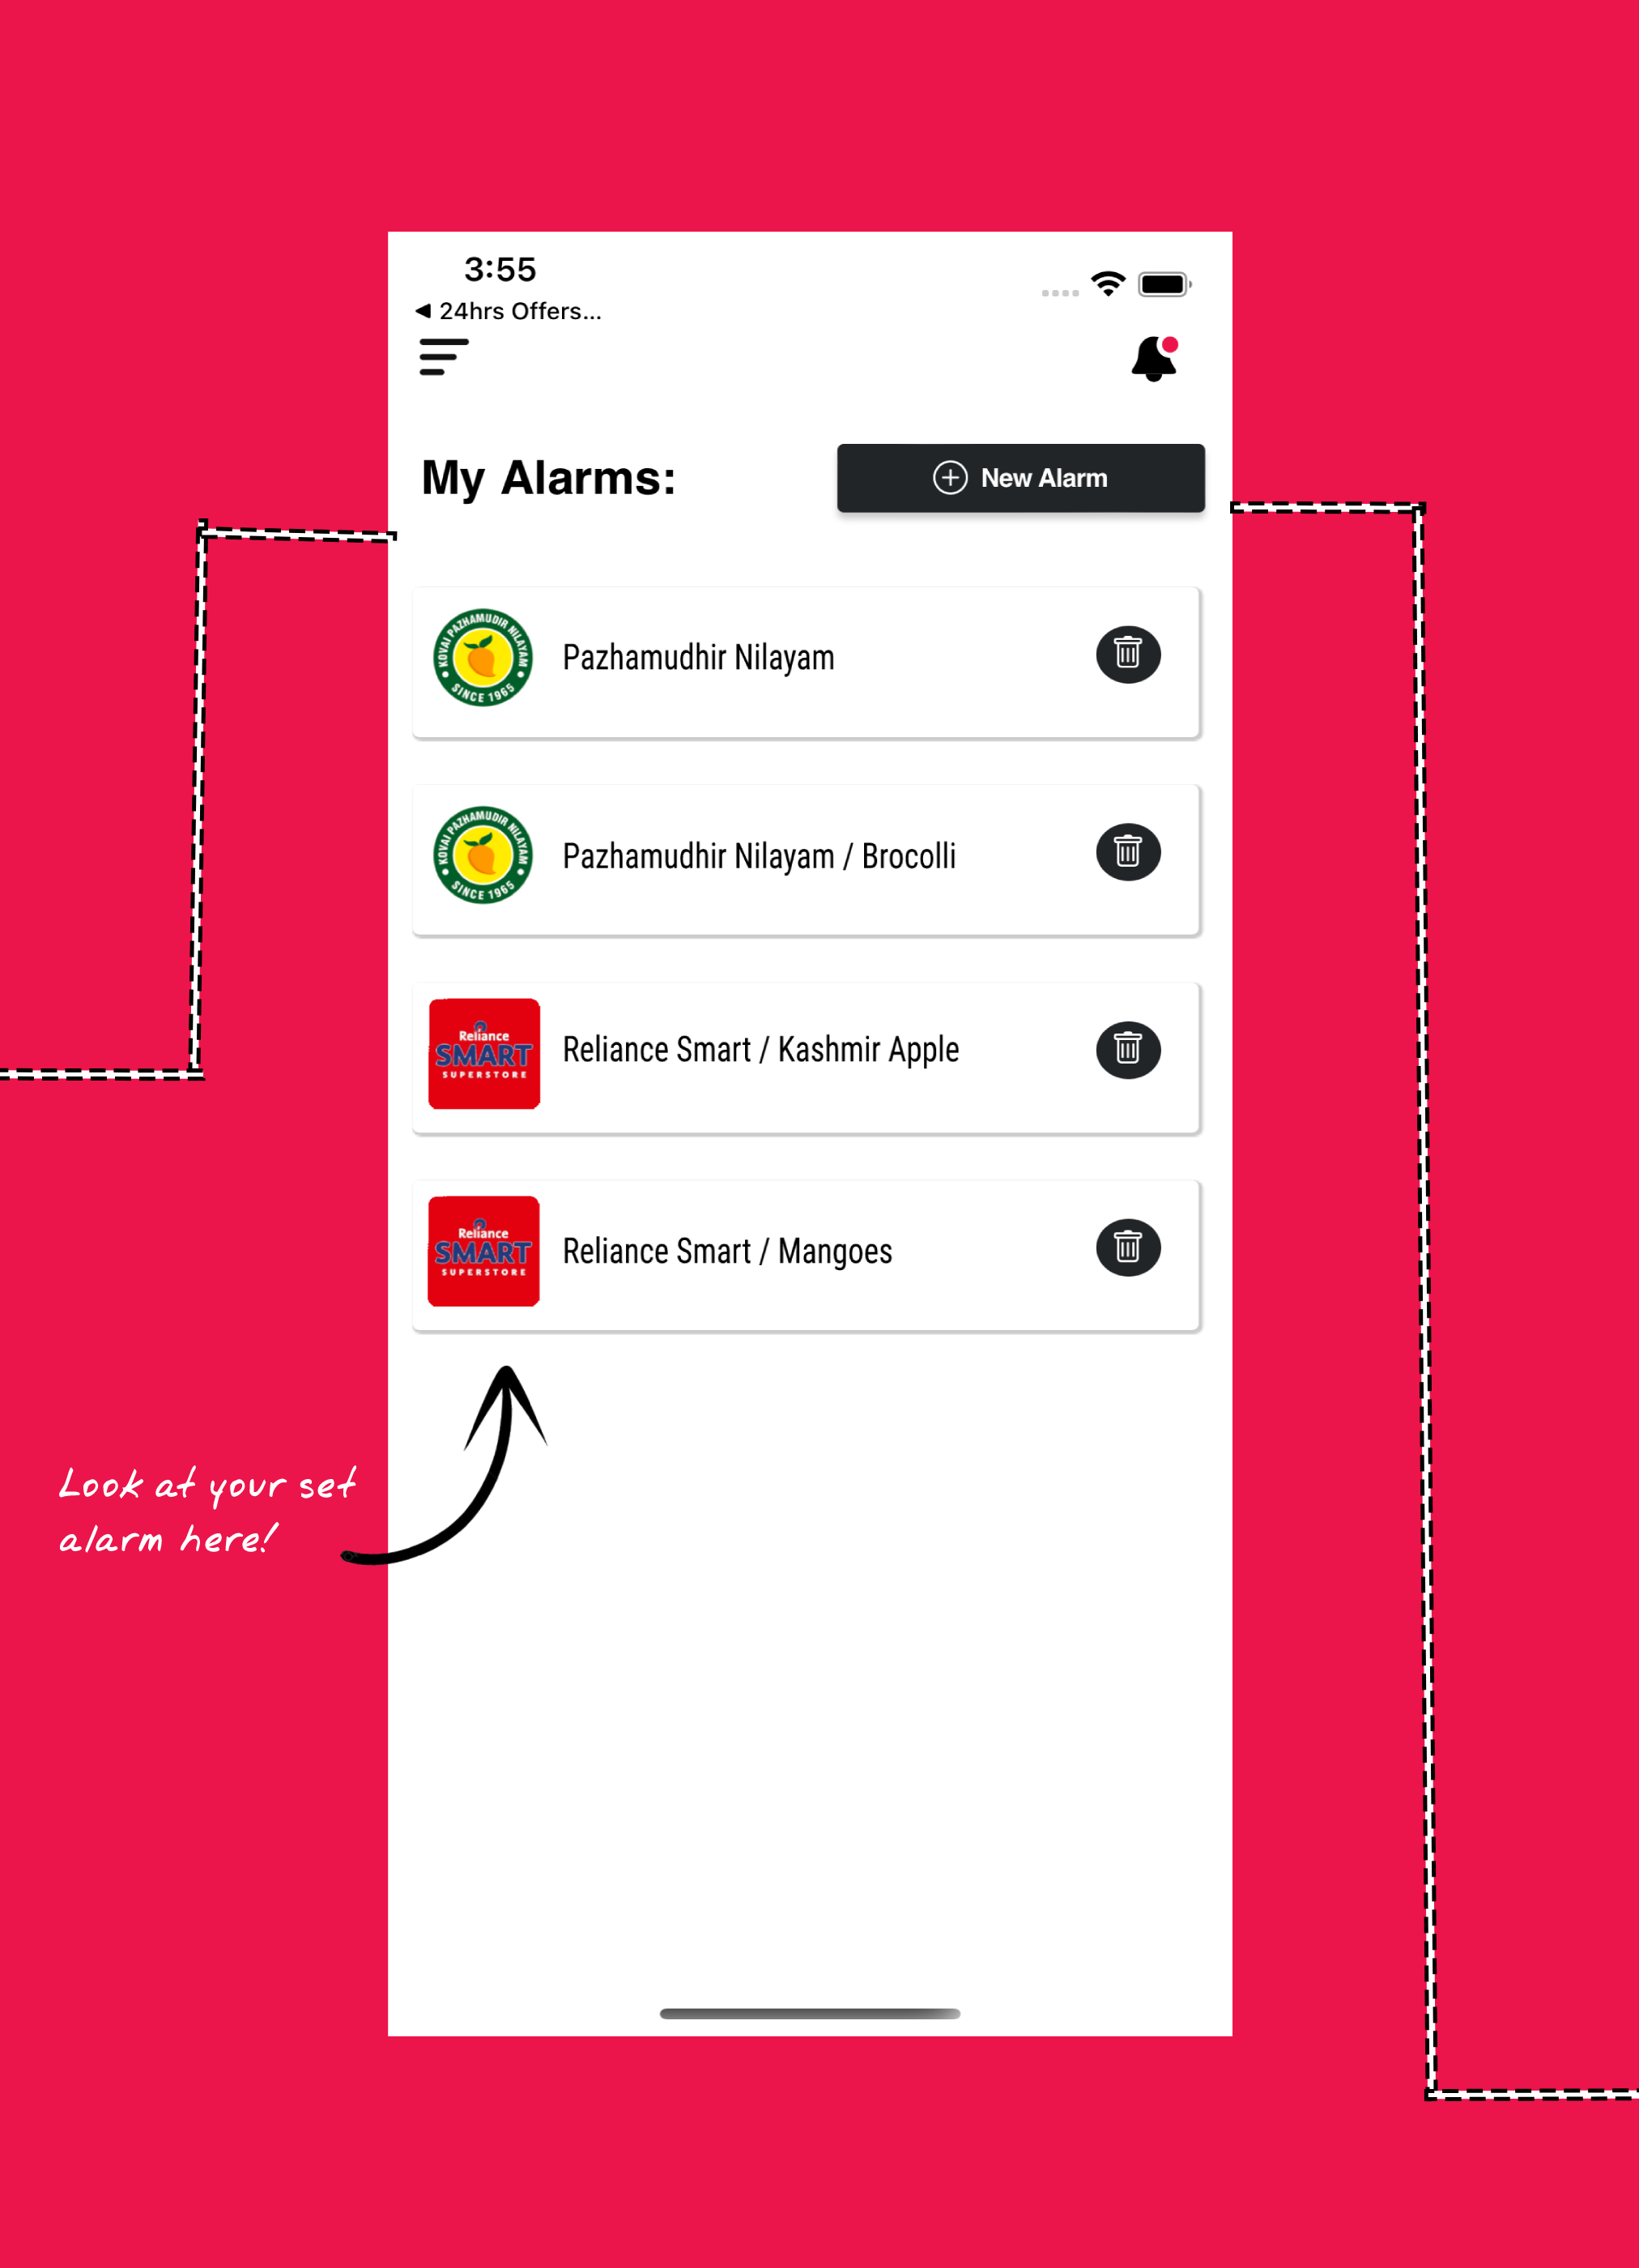 3:55
24hrs Offers...
My Alarms:
New Alarm
KOVAI PAZHAMUDIR NILAYAM
SINCE 1965
Pazhamudhir Nilayam
KOVAI PAZHAMUDIR NILAYAM
SINCE 1965
Pazhamudhir Nilayam / Brocolli
Reliance
SMART
SUPERSTORE
Reliance Smart / Kashmir Apple
Reliance
SMART
SUPERSTORE
Reliance Smart / Mangoes
Look at your set
alarm here!